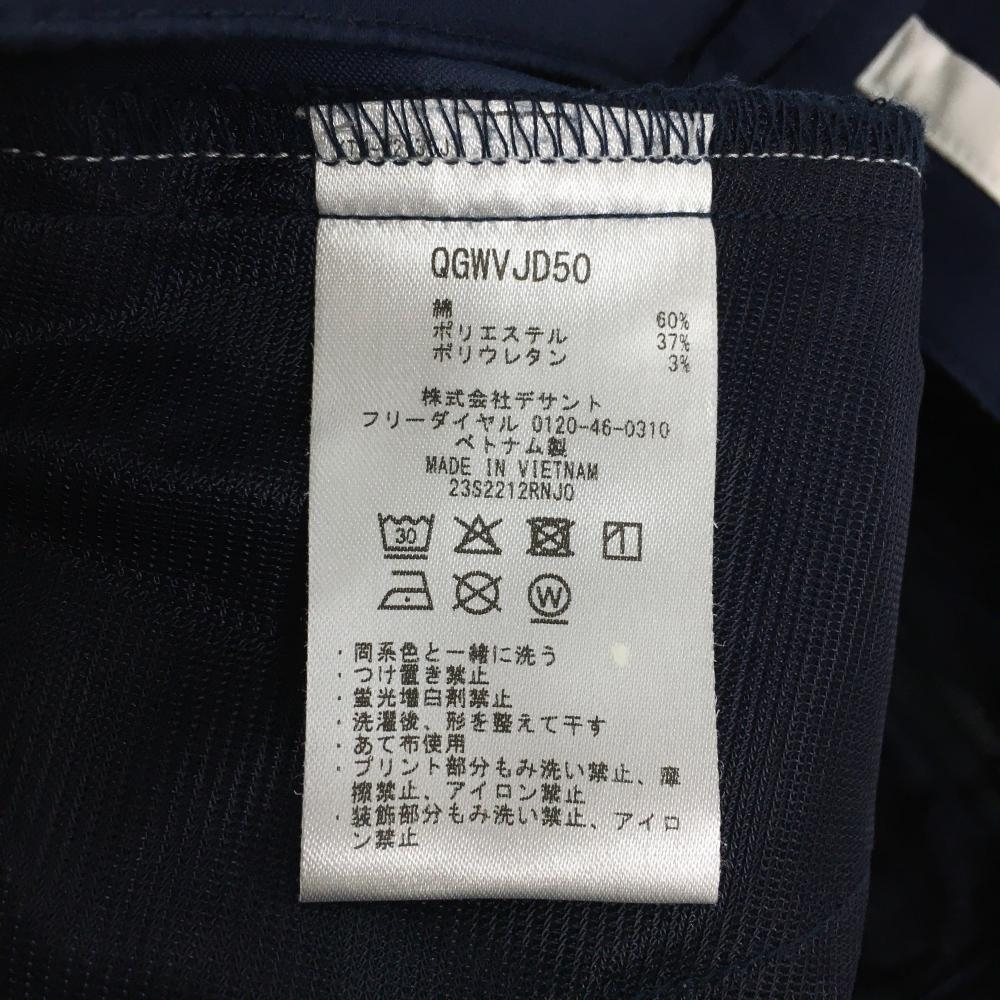 QGWVJD50
綿 60%
ポリエステル 37%
ポリウレタン 3%
株式会社デサント
フリーダイヤル 0120-46-0310
ベトナム製
MADE IN VIETNAM
23S2212RNJO
30
W
・同系色と一緒に洗う
・つけ置き禁止
・蛍光増白剤禁止
・洗濯後、形を整えて干す
・あて布使用
・プリント部分もみ洗い禁止、摩
擦禁止、アイロン禁止
・装飾部分もみ洗い禁止、アイロ
ン禁止